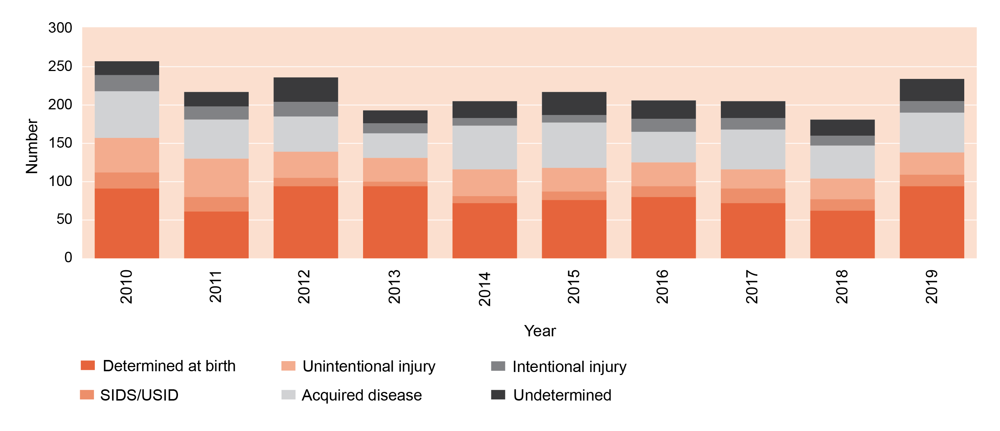 300
250
200
150
100
50
0
Number
2010
2011
2012
2013
2014
2015
2016
2017
2018
2019
Year
Determined at birth
Unintentional injury
Intentional injury
SIDS/USID
Acquired disease
Undetermined